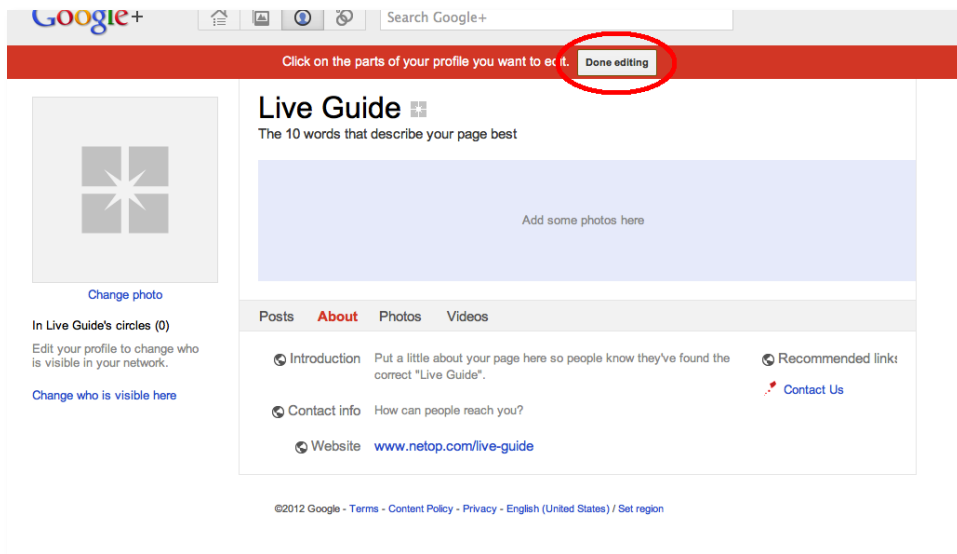 Google+
Search Google+
Click on the parts of your profile you want to edit. Done editing
Live Guide
The 10 words that describe your page best
Add some photos here
Change photo
In Live Guide's circles (0)
Edit your profile to change who
is visible in your network.
Change who is visible here
Posts About Photos Videos
Introduction Put a little about your page here so people know they've found the
correct "Live Guide".
Contact info How can people reach you?
Website www.netop.com/live-guide
Recommended links
Contact Us
©2012 Google - Terms - Content Policy - Privacy - English (United States) / Set region